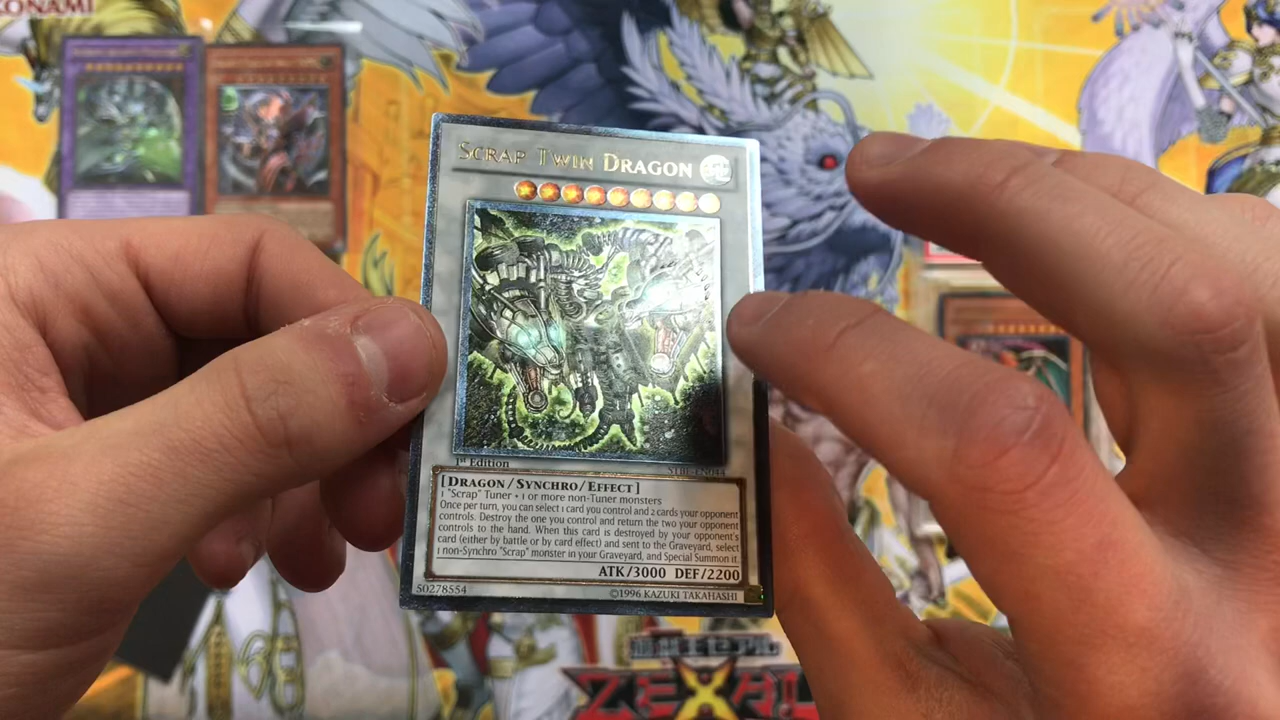 KONAMI
SCRAP TWIN DRAGON
1st Edition
STBL-EN044
[DRAGON/SYNCHRO/EFFECT]
1 "Scrap" Tuner + 1 or more non-Tuner monsters
Once per turn, you can select 1 card you control and 2 cards your opponent
controls. Destroy the one you control and return the two your opponent
controls to the hand. When this card is destroyed by your opponent's
card (either by battle or by card effect) and sent to the Graveyard, select
1 non-Synchro "Scrap" monster in your Graveyard, and Special Summon it.
ATK/3000 DEF/2200
50278554
©1996 KAZUKI TAKAHASHI
ZEXAL